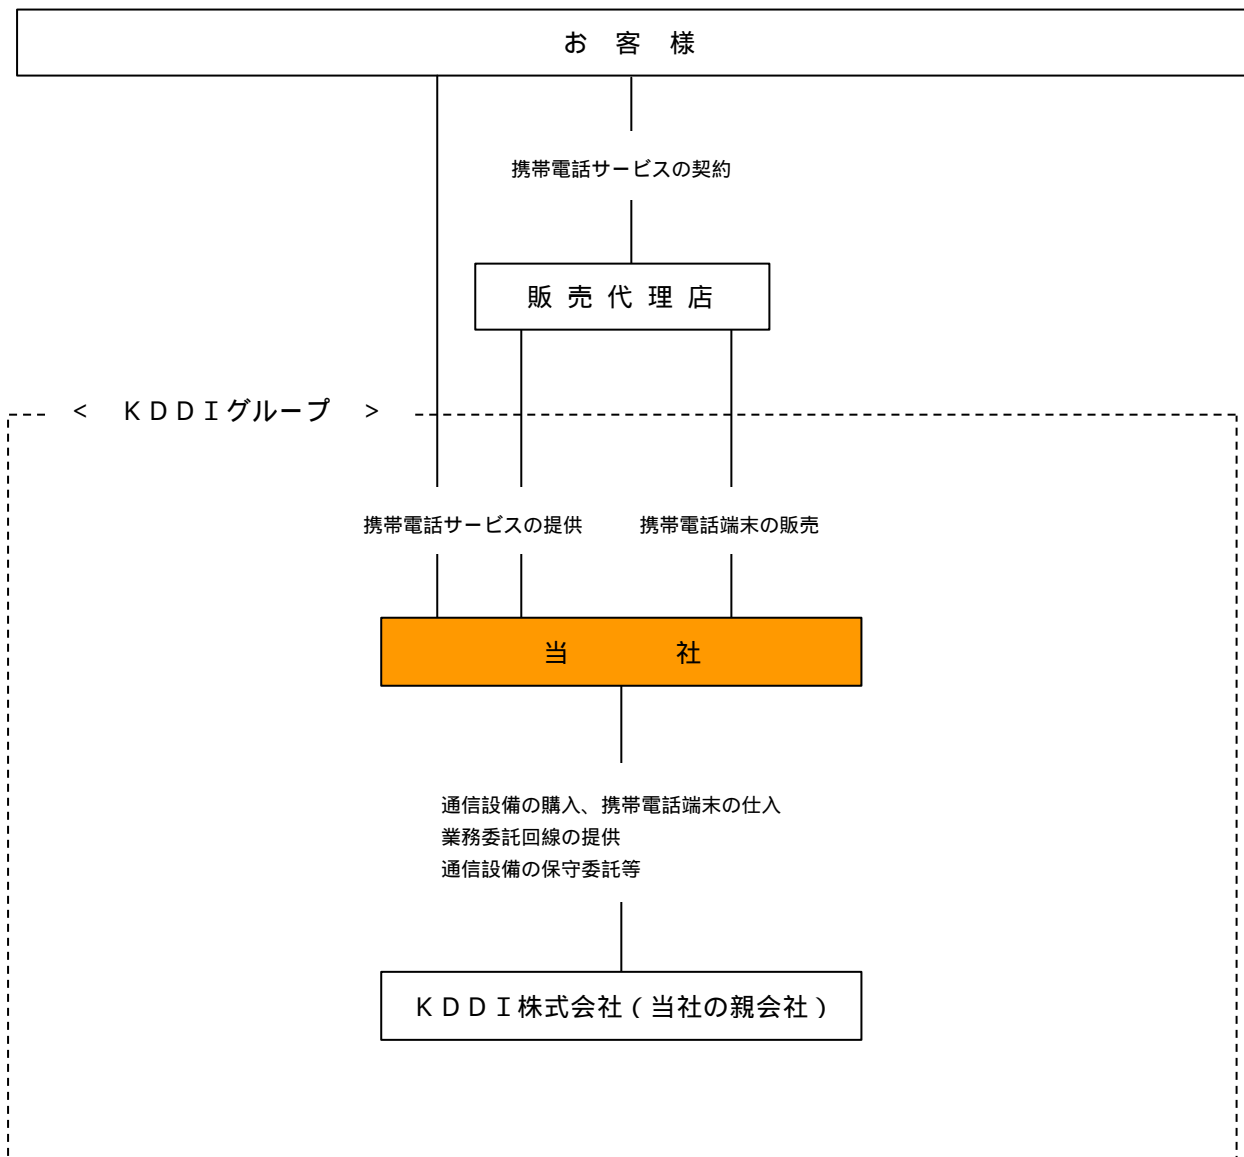 お 客 様
携帯電話サービスの契約
販 売 代 理 店
< ＫＤＤＩグループ >
携帯電話サービスの提供 携帯電話端末の販売
当 社
通信設備の購入、携帯電話端末の仕入
業務委託回線の提供
通信設備の保守委託等
ＫＤＤＩ株式会社(当社の親会社)